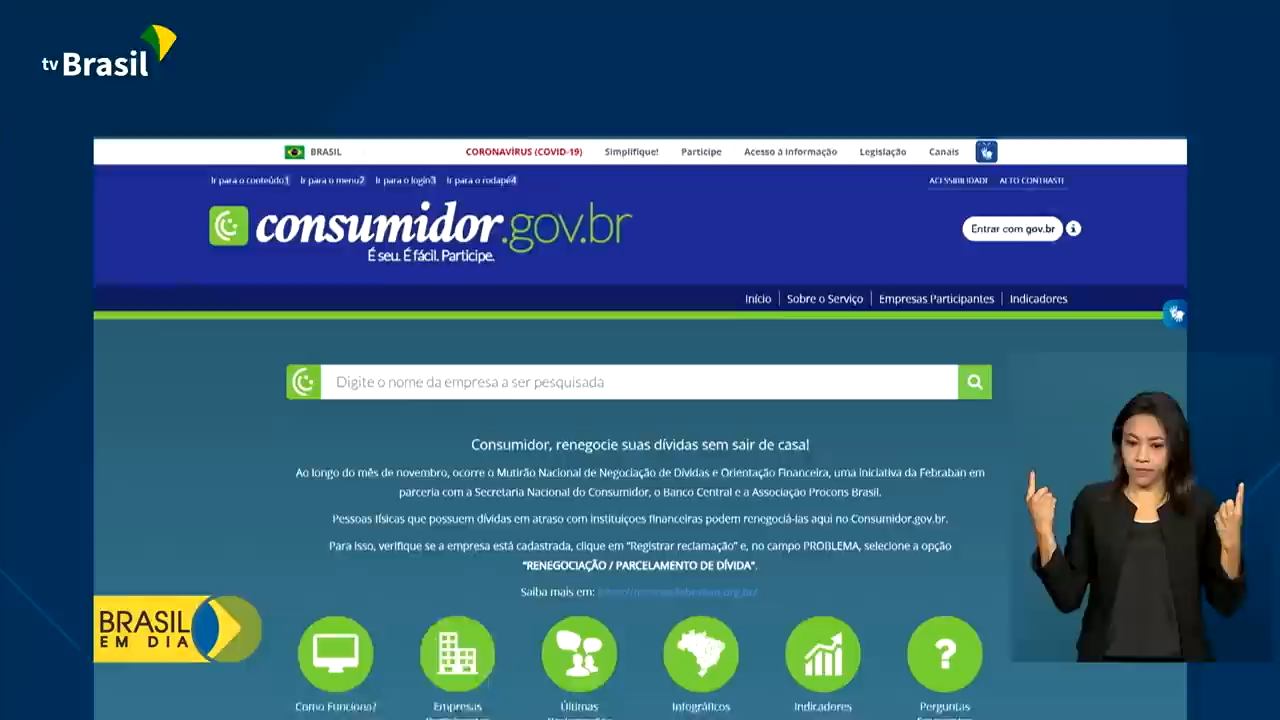 tv Brasil
BRASIL
CORONAVÍRUS (COVID-19) Simplifique! Participe Acesso à informação Legislação Canais
Ir para o conteúdo1 Ir para o menu2 Ir para o login3 Ir para o rodapé4
ACESSIBILIDADE ALTO CONTRASTE
consumidor.gov.br
É seu. É fácil. Participe.
Entrar com gov.br
Início Sobre o Serviço Empresas Participantes Indicadores
Digite o nome da empresa a ser pesquisada
Consumidor, renegocie suas dívidas sem sair de casa!
Ao longo do mês de novembro, ocorre o Mutirão Nacional de Negociação de Dívidas e Orientação Financeira, uma iniciativa da Febraban em
parceria com a Secretaria Nacional do Consumidor, o Banco Central e a Associação Procons Brasil.
Pessoas físicas que possuem dívidas em atraso com instituições financeiras podem renegociá-las aqui no Consumidor.gov.br.
Para isso, verifique se a empresa está cadastrada, clique em “Registrar reclamação” e, no campo PROBLEMA, selecione a opção
“RENEGOCIAÇÃO / PARCELAMENTO DE DÍVIDA”.
Saiba mais em:
BRASIL
EM DIA
?
Como Funciona? Empresas Últimas Infográficos Indicadores Perguntas